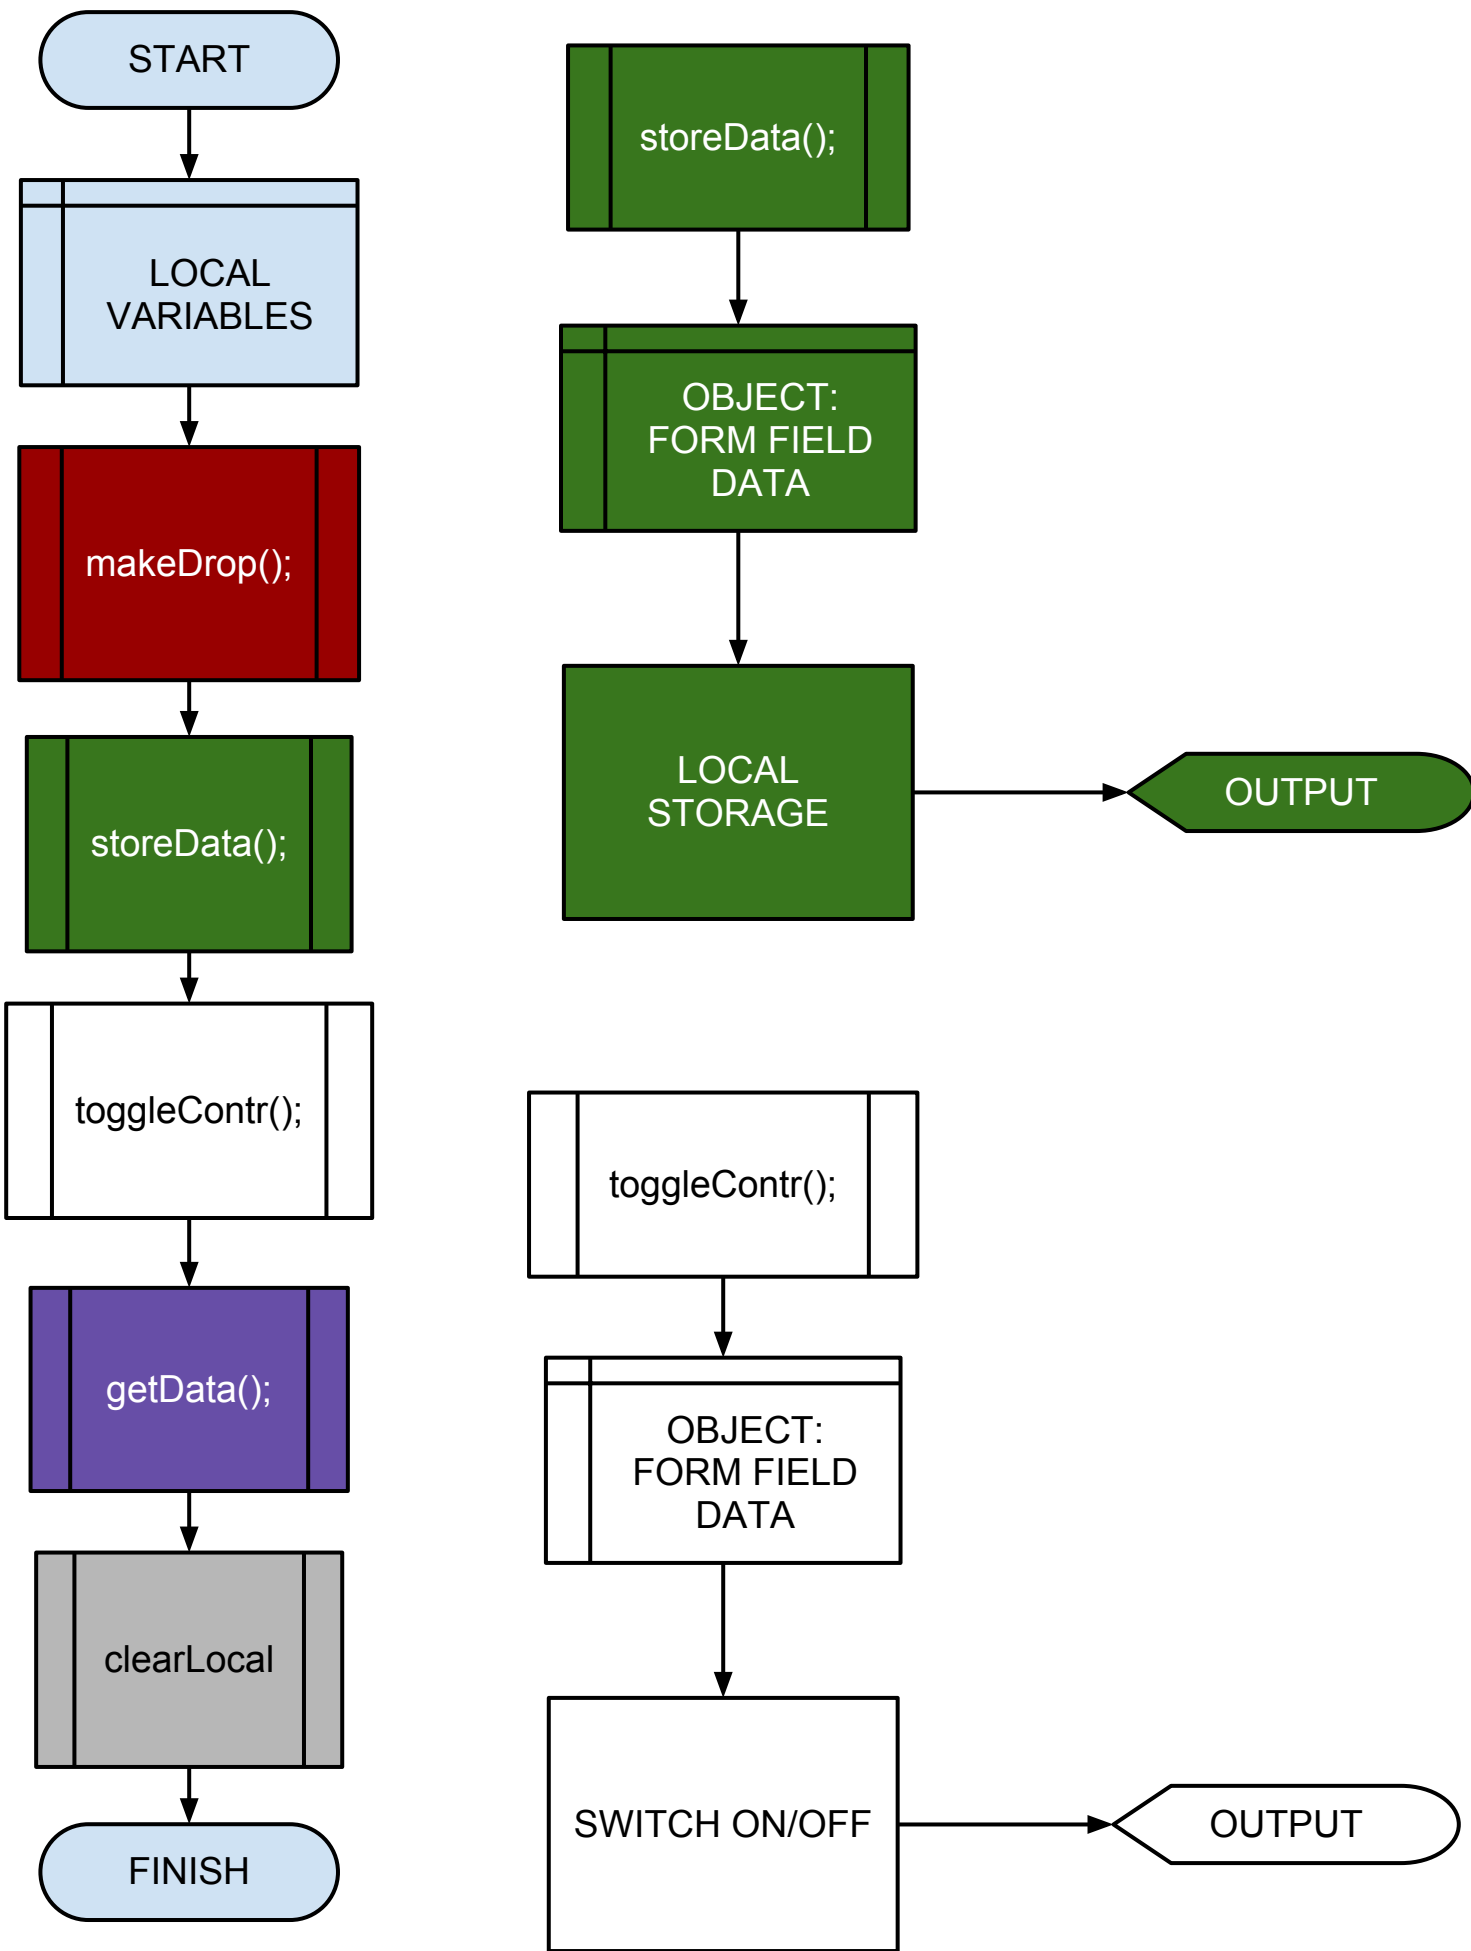 START
LOCAL
VARIABLES
makeDrop();
storeData();
toggleContr();
getData();
clearLocal
FINISH
storeData();
OBJECT:
FORM FIELD
DATA
LOCAL
STORAGE
OUTPUT
toggleContr();
OBJECT:
FORM FIELD
DATA
SWITCH ON/OFF
OUTPUT